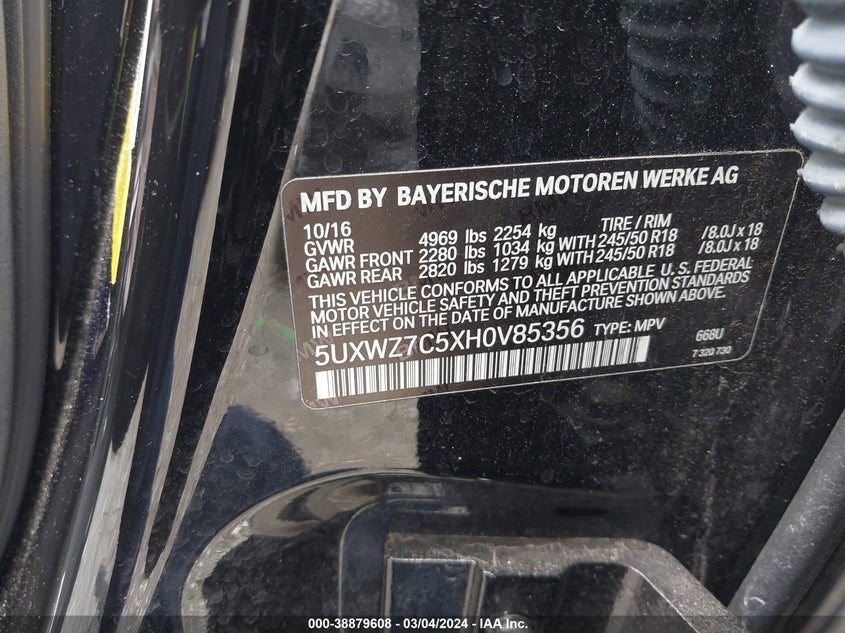 MFD BY BAYERISCHE MOTOREN WERKE AG
10/16 TIRE / RIM
GVWR 4969 lbs 2254 kg
GAWR FRONT 2280 lbs 1034 kg WITH 245/50 R18 /8.0J x 18
GAWR REAR 2820 lbs 1279 kg WITH 245/50 R18 /8.0J x 18
THIS VEHICLE CONFORMS TO ALL APPLICABLE U.S. FEDERAL
MOTOR VEHICLE SAFETY AND THEFT PREVENTION STANDARDS
IN EFFECT ON THE DATE OF MANUFACTURE SHOWN ABOVE.
5UXWZ7C5XH0V85356 TYPE: MPV 668U
7 320 730
000-38879608 - 03/04/2024 - IAA Inc.